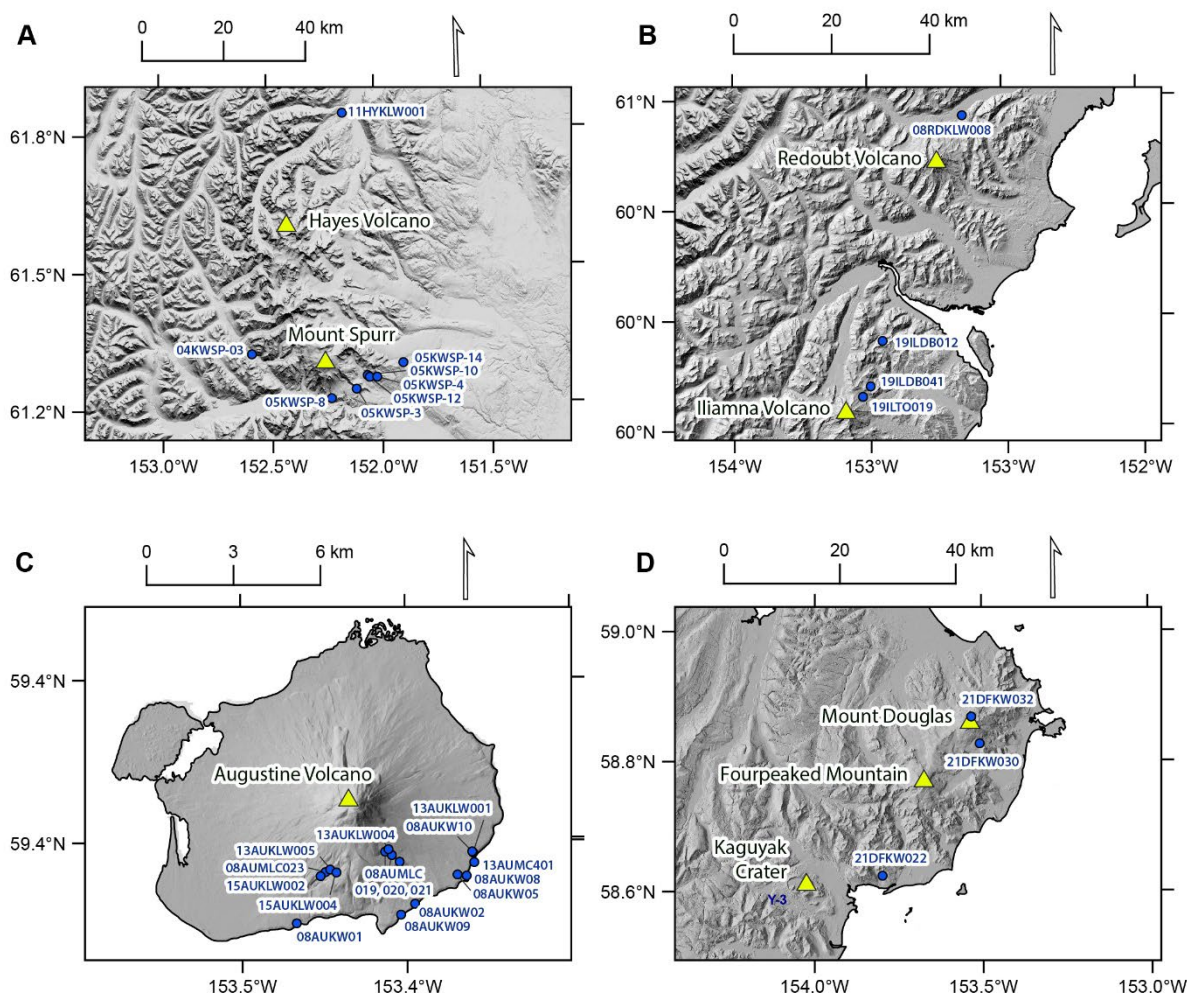 A
0 20 40 km
61.8°N
61.5°N
61.2°N
11HYKLW001
Hayes Volcano
Mount Spurr
04KWSP-03
05KWSP-14
05KWSP-10
05KWSP-4
05KWSP-12
05KWSP-8
05KWSP-3
153.0°W 152.5°W 152.0°W 151.5°W
B
0 20 40 km
61°N
60°N
60°N
60°N
08RDKLW008
Redoubt Volcano
19ILDB012
19ILDB041
Iliamna Volcano
19ILTO019
154°W 153°W 153°W 152°W
C
0 3 6 km
59.4°N
59.4°N
Augustine Volcano
13AUKLW001
13AUKLW004
08AUKW10
13AUKLW005
08AUMLC023
15AUKLW002
15AUKLW004
08AUMLC
019, 020, 021
13AUMC401
08AUKW08
08AUKW05
08AUKW02
08AUKW09
08AUKW01
153.5°W 153.4°W
D
0 20 40 km
59.0°N
58.8°N
58.6°N
21DFKW032
Mount Douglas
21DFKW030
Fourpeaked Mountain
Kaguyak
Crater
21DFKW022
Y-3
154.0°W 153.5°W 153.0°W